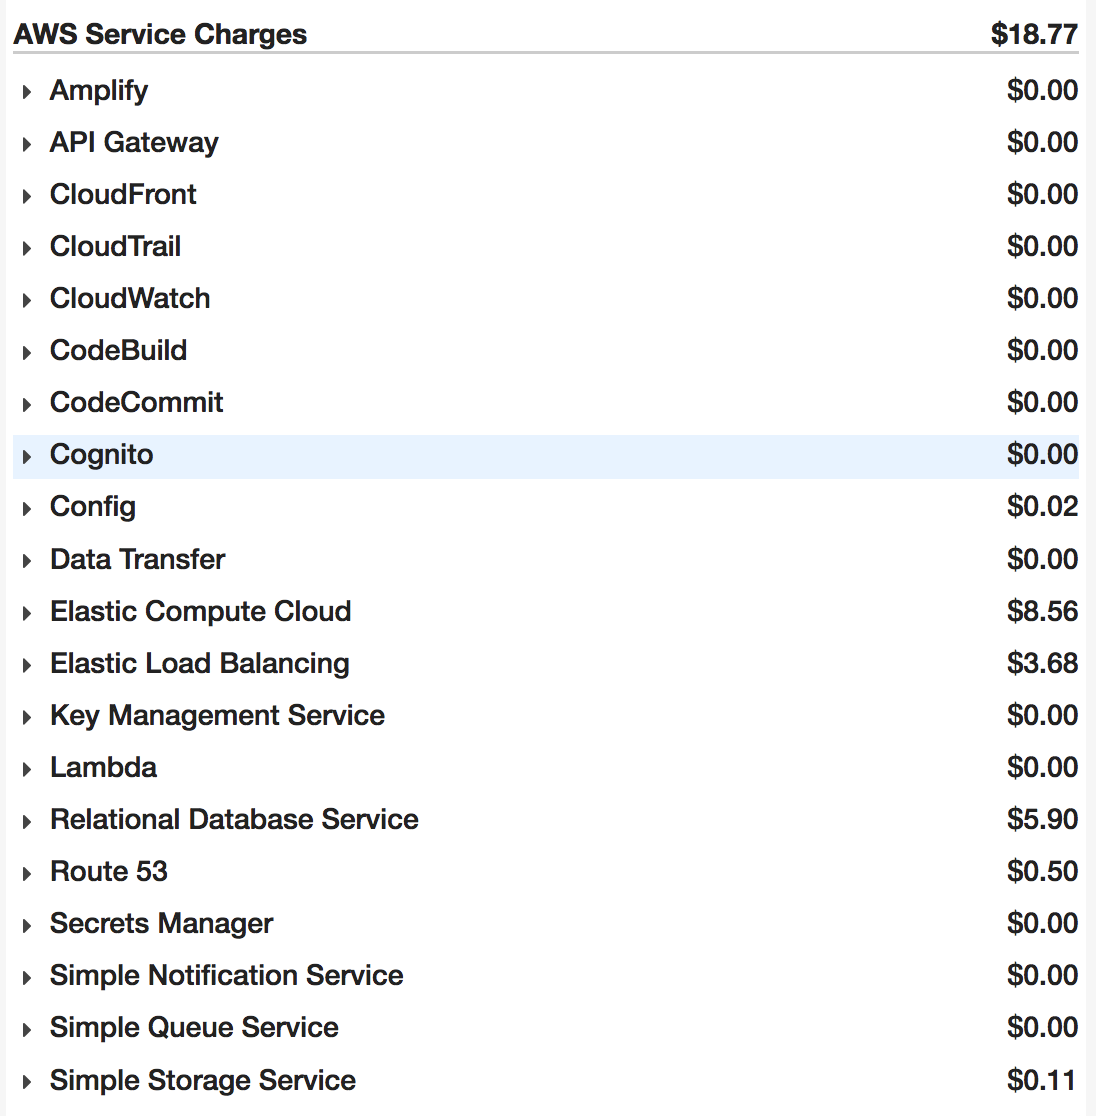 AWS Service Charges $18.77
Amplify $0.00
API Gateway $0.00
CloudFront $0.00
CloudTrail $0.00
CloudWatch $0.00
CodeBuild $0.00
CodeCommit $0.00
Cognito $0.00
Config $0.02
Data Transfer $0.00
Elastic Compute Cloud $8.56
Elastic Load Balancing $3.68
Key Management Service $0.00
Lambda $0.00
Relational Database Service $5.90
Route 53 $0.50
Secrets Manager $0.00
Simple Notification Service $0.00
Simple Queue Service $0.00
Simple Storage Service $0.11